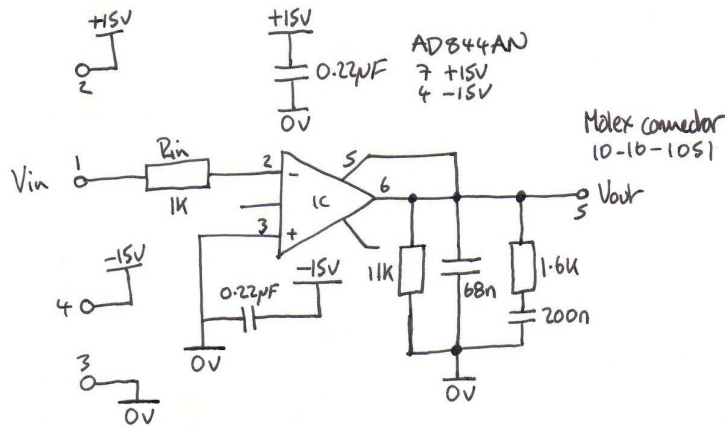 +15V
2
+15V
0.22µF
0V
AD844AN
7 +15V
4 -15V
Molex connector
10-10-1051
Vin
1
Rin
1K
2
-
5
IC
6
3
+
5
Vout
-15V
4
0.22µF
-15V
0V
11K
68n
1.6K
200n
0V
3
0V